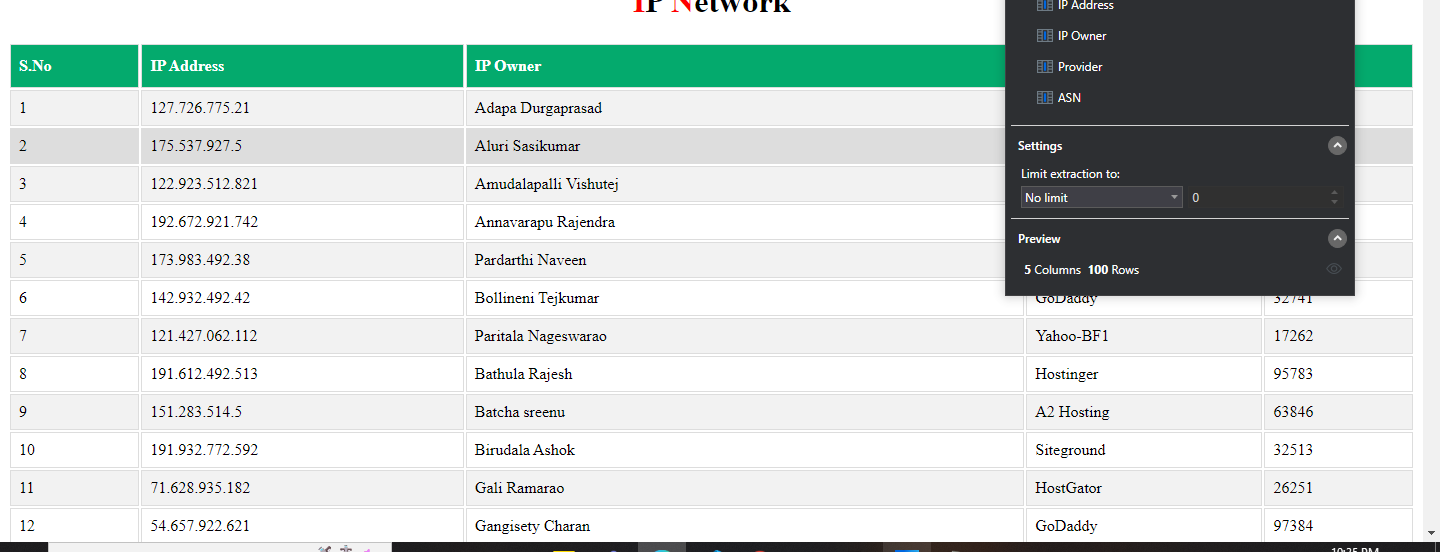 IP Network
S.No IP Address IP Owner
1 127.726.775.21 Adapa Durgaprasad
2 175.537.927.5 Aluri Sasikumar
3 122.923.512.821 Amudalapalli Vishutej
4 192.672.921.742 Annavarapu Rajendra
5 173.983.492.38 Pardarthi Naveen
6 142.932.492.42 Bollineni Tejkumar GoDaddy 32741
7 121.427.062.112 Paritala Nageswarao Yahoo-BF1 17262
8 191.612.492.513 Bathula Rajesh Hostinger 95783
9 151.283.514.5 Batcha sreenu A2 Hosting 63846
10 191.932.772.592 Birudala Ashok Siteground 32513
11 71.628.935.182 Gali Ramarao HostGator 26251
12 54.657.922.621 Gangisety Charan GoDaddy 97384
IP Address
IP Owner
Provider
ASN
Settings
Limit extraction to:
No limit 0
Preview
5 Columns 100 Rows
10:25 PM